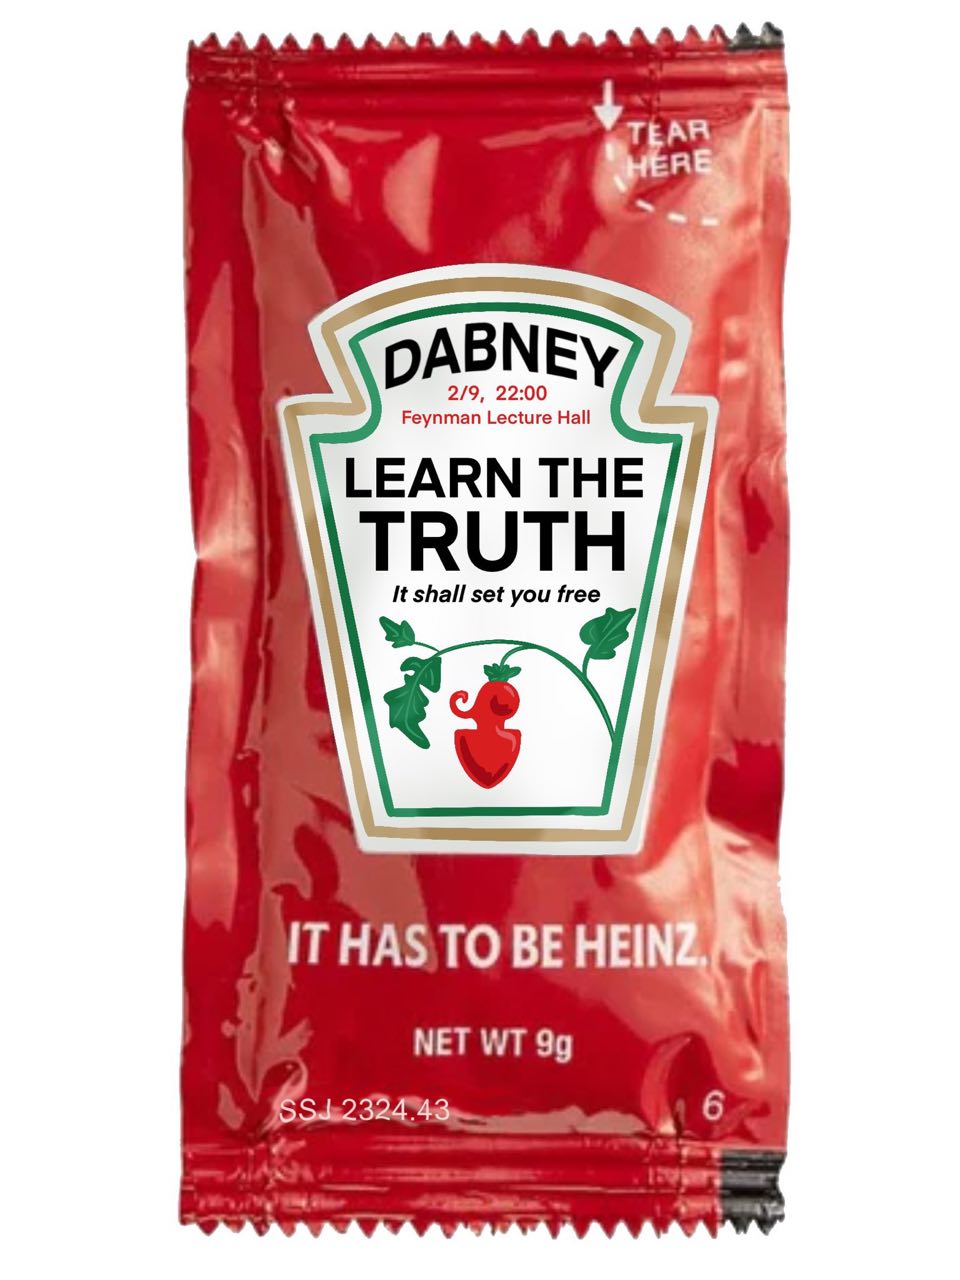 TEAR
HERE
DABNEY
2/9, 22:00
Feynman Lecture Hall
LEARN THE
TRUTH
It shall set you free
IT HAS TO BE HEINZ.
NET WT 9g
SSJ 2324.43
6